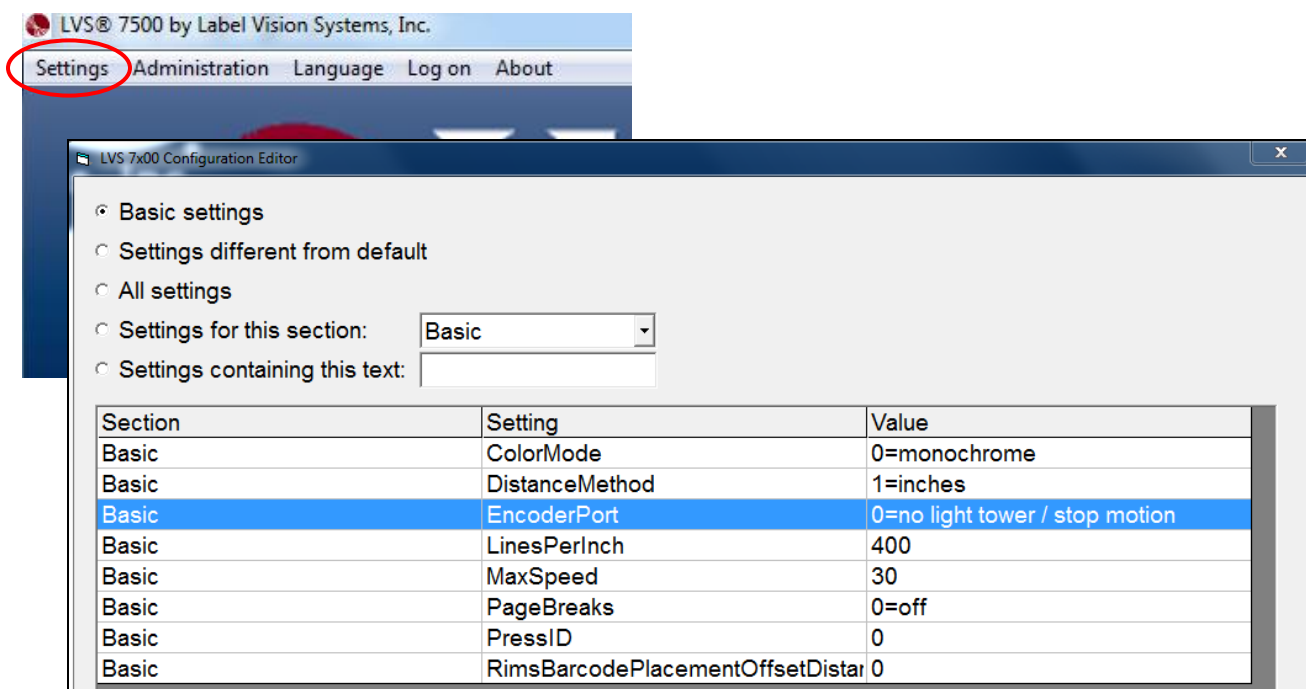 LVS® 7500 by Label Vision Systems, Inc.
Settings Administration Language Log on About
LVS 7x00 Configuration Editor
x
Basic settings
Settings different from default
All settings
Settings for this section: Basic
Settings containing this text:
Section Setting Value
Basic ColorMode 0=monochrome
Basic DistanceMethod 1=inches
Basic EncoderPort 0=no light tower / stop motion
Basic LinesPerInch 400
Basic MaxSpeed 30
Basic PageBreaks 0=off
Basic PressID 0
Basic RimsBarcodePlacementOffsetDistar 0